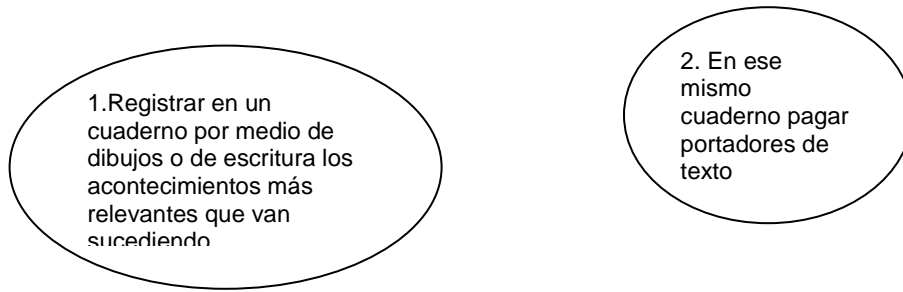 1.Registrar en un
cuaderno por medio de
dibujos o de escritura los
acontecimientos más
relevantes que van
sucediendo
2. En ese
mismo
cuaderno pagar
portadores de
texto